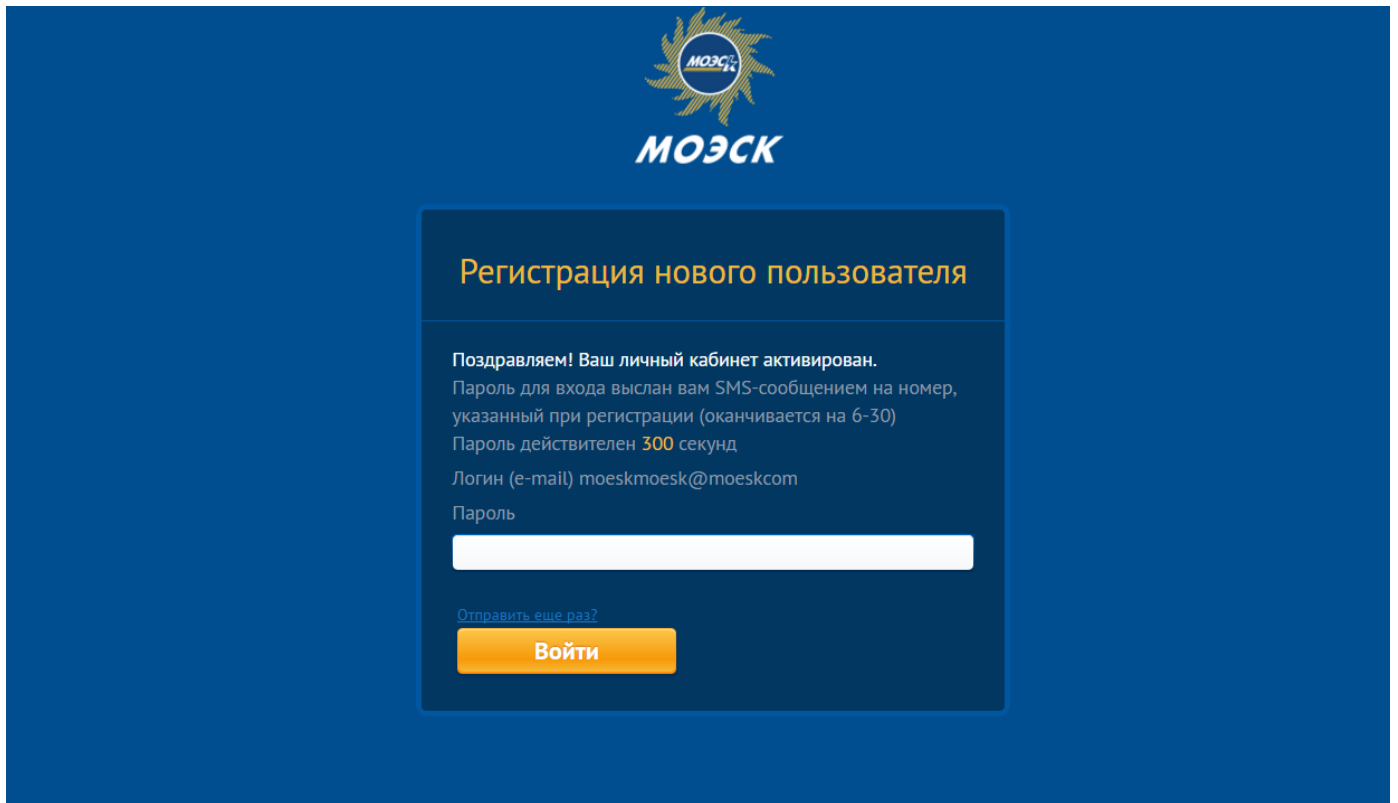 МОЭСК
МОЭСК
Регистрация нового пользователя
Поздравляем! Ваш личный кабинет активирован.
Пароль для входа выслан вам SMS-сообщением на номер,
указанный при регистрации (оканчивается на 6-30)
Пароль действителен 300 секунд
Логин (e-mail) moeskmoesk@moeskcom
Пароль
Отправить еще раз?
Войти